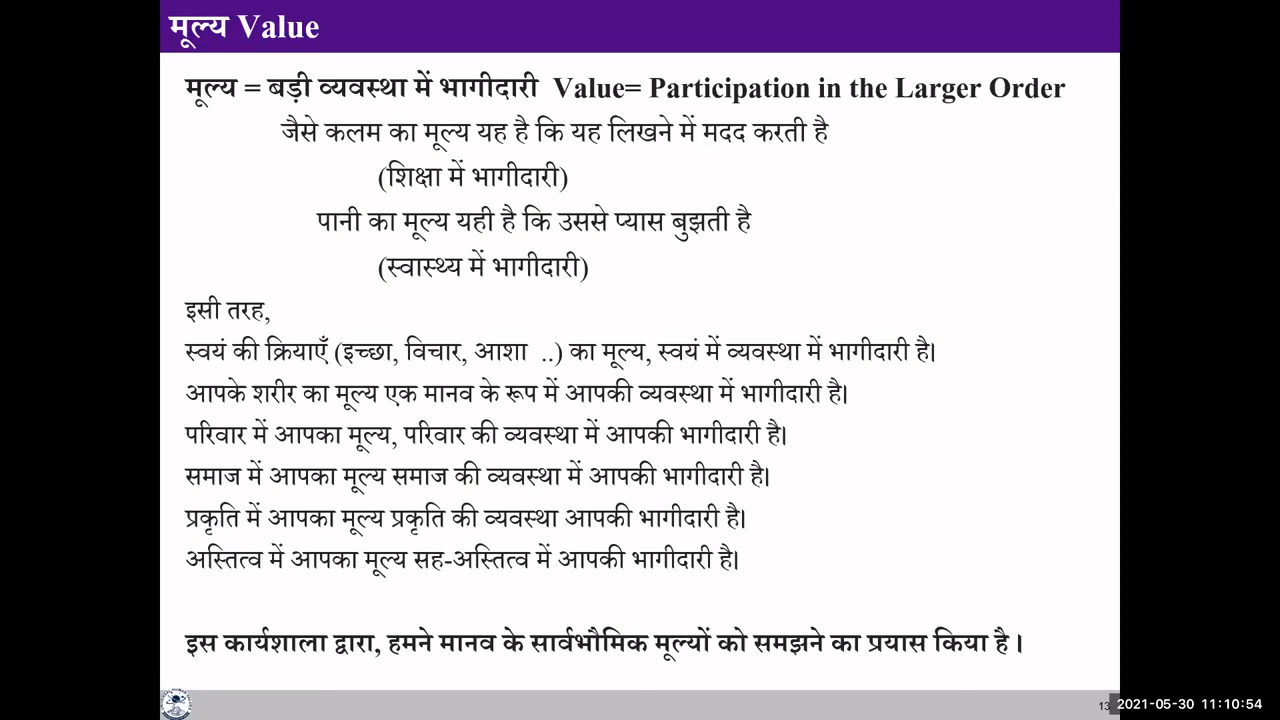 मूल्य Value
मूल्य = बड़ी व्यवस्था में भागीदारी Value= Participation in the Larger Order
जैसे कलम का मूल्य यह है कि यह लिखने में मदद करती है
(शिक्षा में भागीदारी)
पानी का मूल्य यही है कि उससे प्यास बुझती है
(स्वास्थ्य में भागीदारी)
इसी तरह,
स्वयं की क्रियाएँ (इच्छा, विचार, आशा ..) का मूल्य, स्वयं में व्यवस्था में भागीदारी है।
आपके शरीर का मूल्य एक मानव के रूप में आपकी व्यवस्था में भागीदारी है।
परिवार में आपका मूल्य, परिवार की व्यवस्था में आपकी भागीदारी है।
समाज में आपका मूल्य समाज की व्यवस्था में आपकी भागीदारी है।
प्रकृति में आपका मूल्य प्रकृति की व्यवस्था आपकी भागीदारी है।
अस्तित्व में आपका मूल्य सह-अस्तित्व में आपकी भागीदारी है।
इस कार्यशाला द्वारा, हमने मानव के सार्वभौमिक मूल्यों को समझने का प्रयास किया है।
13 2021-05-30 11:10:54